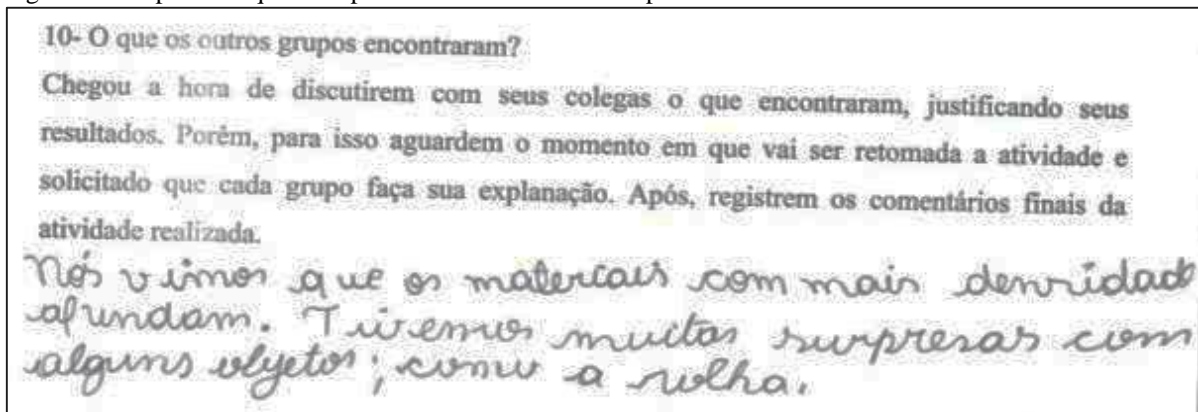 10- O que os outros grupos encontraram?
Chegou a hora de discutirem com seus colegas o que encontraram, justificando seus
resultados. Porém, para isso aguardem o momento em que vai ser retomada a atividade e
solicitado que cada grupo faça sua explanação. Após, registrem os comentários finais da
atividade realizada.
Nós vimos que os materiais com mais densidad
afundam. Tivemos muitas surpresas com
alguns objetos; como a rolha.